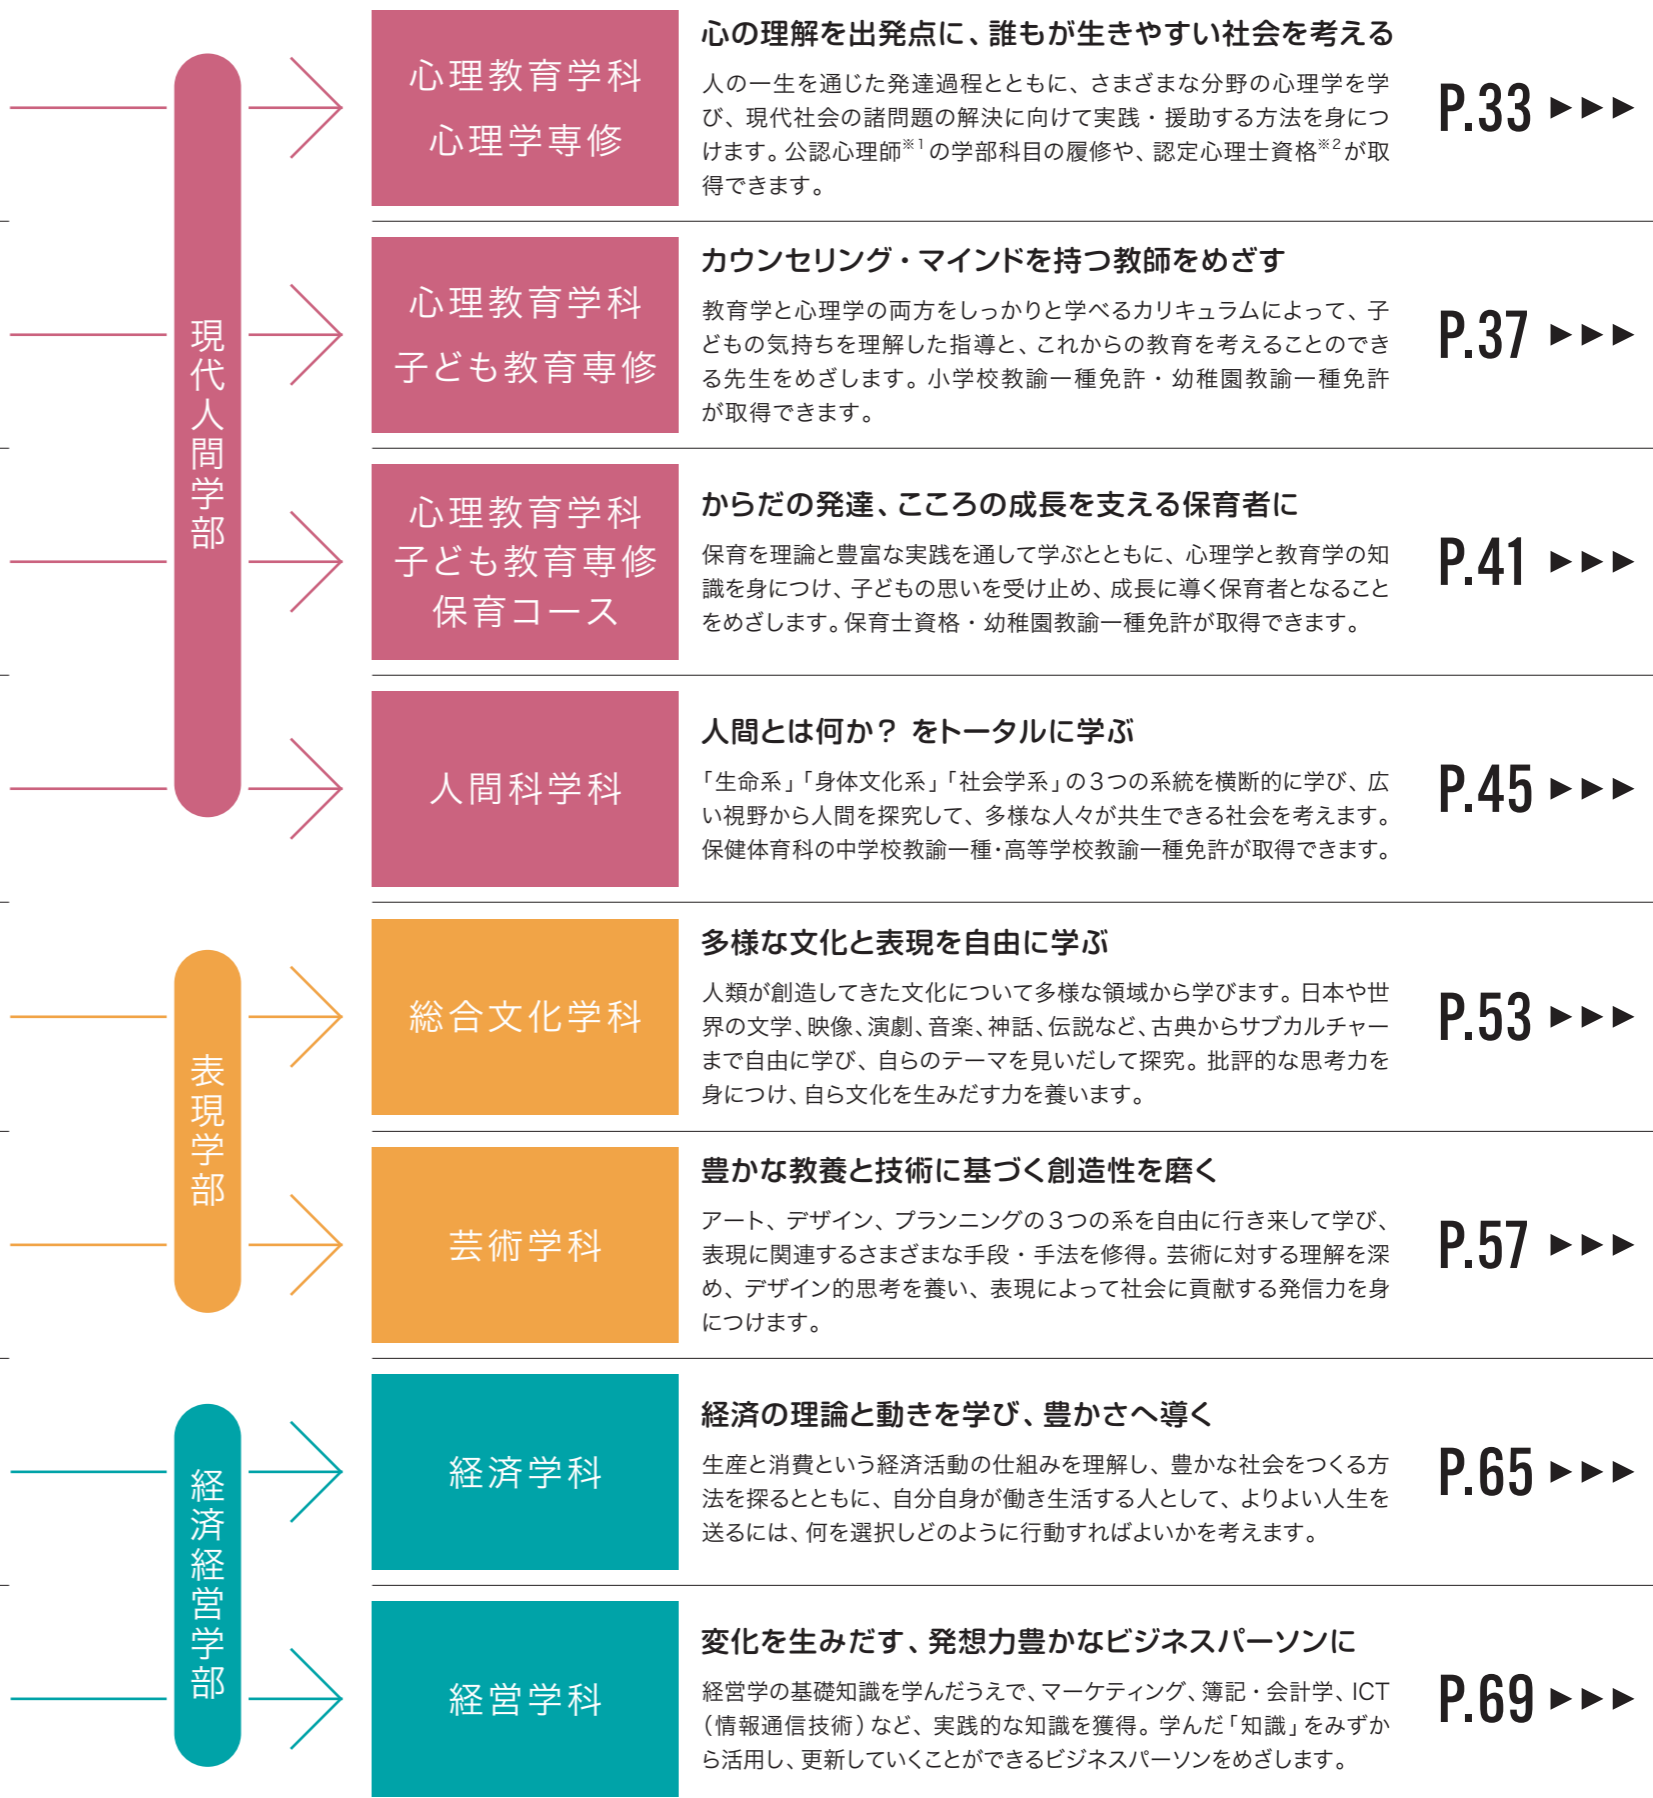 現代人間学部
心理教育学科
心理学専修
心の理解を出発点に、誰もが生きやすい社会を考える
人の一生を通じた発達過程とともに、さまざまな分野の心理学を学
び、現代社会の諸問題の解決に向けて実践・援助する方法を身につ
けます。公認心理師※1の学部科目の履修や、認定心理士資格※2が取
得できます。
P.33 ▶▶▶
心理教育学科
子ども教育専修
カウンセリング・マインドを持つ教師をめざす
教育学と心理学の両方をしっかりと学べるカリキュラムによって、子
どもの気持ちを理解した指導と、これからの教育を考えることのでき
る先生をめざします。小学校教諭一種免許・幼稚園教諭一種免許
が取得できます。
P.37 ▶▶▶
心理教育学科
子ども教育専修
保育コース
からだの発達、こころの成長を支える保育者に
保育を理論と豊富な実践を通して学ぶとともに、心理学と教育学の知
識を身につけ、子どもの思いを受け止め、成長に導く保育者となること
をめざします。保育士資格・幼稚園教諭一種免許が取得できます。
P.41 ▶▶▶
人間科学科
人間とは何か？ をトータルに学ぶ
「生命系」「身体文化系」「社会学系」の3つの系統を横断的に学び、広
い視野から人間を探究して、多様な人々が共生できる社会を考えます。
保健体育科の中学校教諭一種・高等学校教諭一種免許が取得できます。
P.45 ▶▶▶
表現学部
総合文化学科
多様な文化と表現を自由に学ぶ
人類が創造してきた文化について多様な領域から学びます。日本や世
界の文学、映像、演劇、音楽、神話、伝説など、古典からサブカルチャー
まで自由に学び、自らのテーマを見いだして探究。批評的な思考力を
身につけ、自ら文化を生みだす力を養います。
P.53 ▶▶▶
芸術学科
豊かな教養と技術に基づく創造性を磨く
アート、デザイン、プランニングの3つの系を自由に行き来して学び、
表現に関連するさまざまな手段・手法を修得。芸術に対する理解を深
め、デザイン的思考を養い、表現によって社会に貢献する発信力を身
につけます。
P.57 ▶▶▶
経済経営学部
経済学科
経済の理論と動きを学び、豊かさへ導く
生産と消費という経済活動の仕組みを理解し、豊かな社会をつくる方
法を探るとともに、自分自身が働き生活する人として、よりよい人生を
送るには、何を選択しどのように行動すればよいかを考えます。
P.65 ▶▶▶
経営学科
変化を生みだす、発想力豊かなビジネスパーソンに
経営学の基礎知識を学んだうえで、マーケティング、簿記・会計学、ICT
（情報通信技術）など、実践的な知識を獲得。学んだ「知識」をみずか
ら活用し、更新していくことができるビジネスパーソンをめざします。
P.69 ▶▶▶